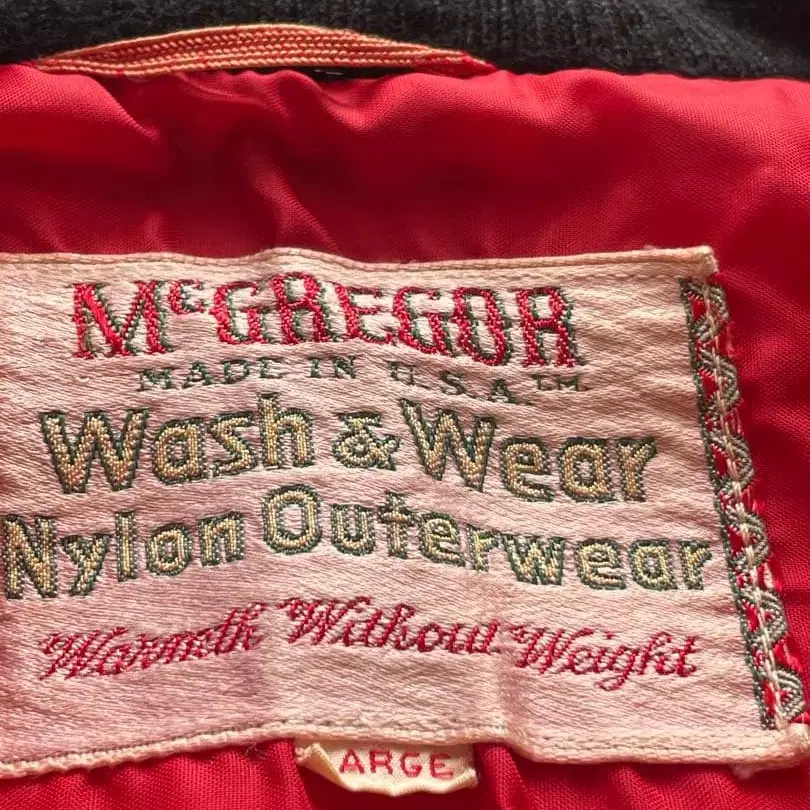 McGREGOR
MADE IN U.S.A.™
Wash & Wear
Nylon Outerwear
Warmth Without Weight
ARGE